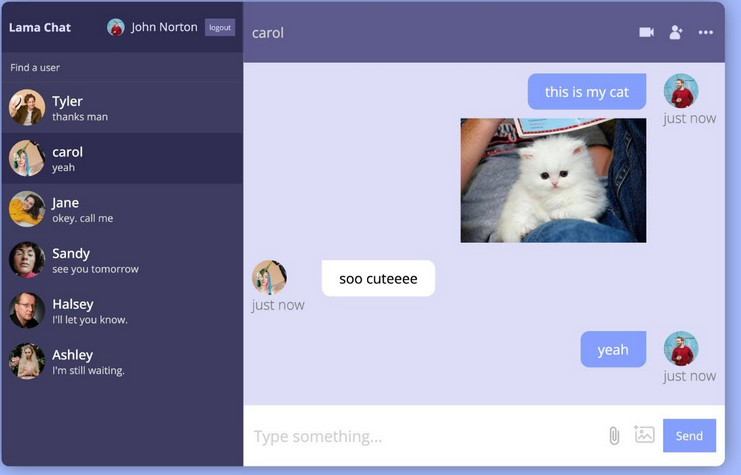 Lama Chat
John Norton
logout
Find a user
Tyler
thanks man
carol
yeah
Jane
okey. call me
Sandy
see you tomorrow
Halsey
I'll let you know.
Ashley
I'm still waiting.
carol
this is my cat
just now
soo cuteeee
just now
yeah
just now
Type something...
Send